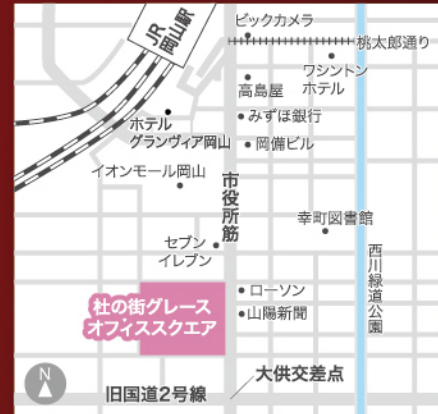 ビックカメラ
JR
岡山駅
桃太郎通り
ワシントン
ホテル
高島屋
みずほ銀行
ホテル
グランヴィア岡山
岡備ビル
イオンモール岡山
市役所筋
幸町図書館
セブン
イレブン
西川緑道公園
ローソン
杜の街グレース
オフィススクエア
山陽新聞
大供交差点
旧国道2号線
N